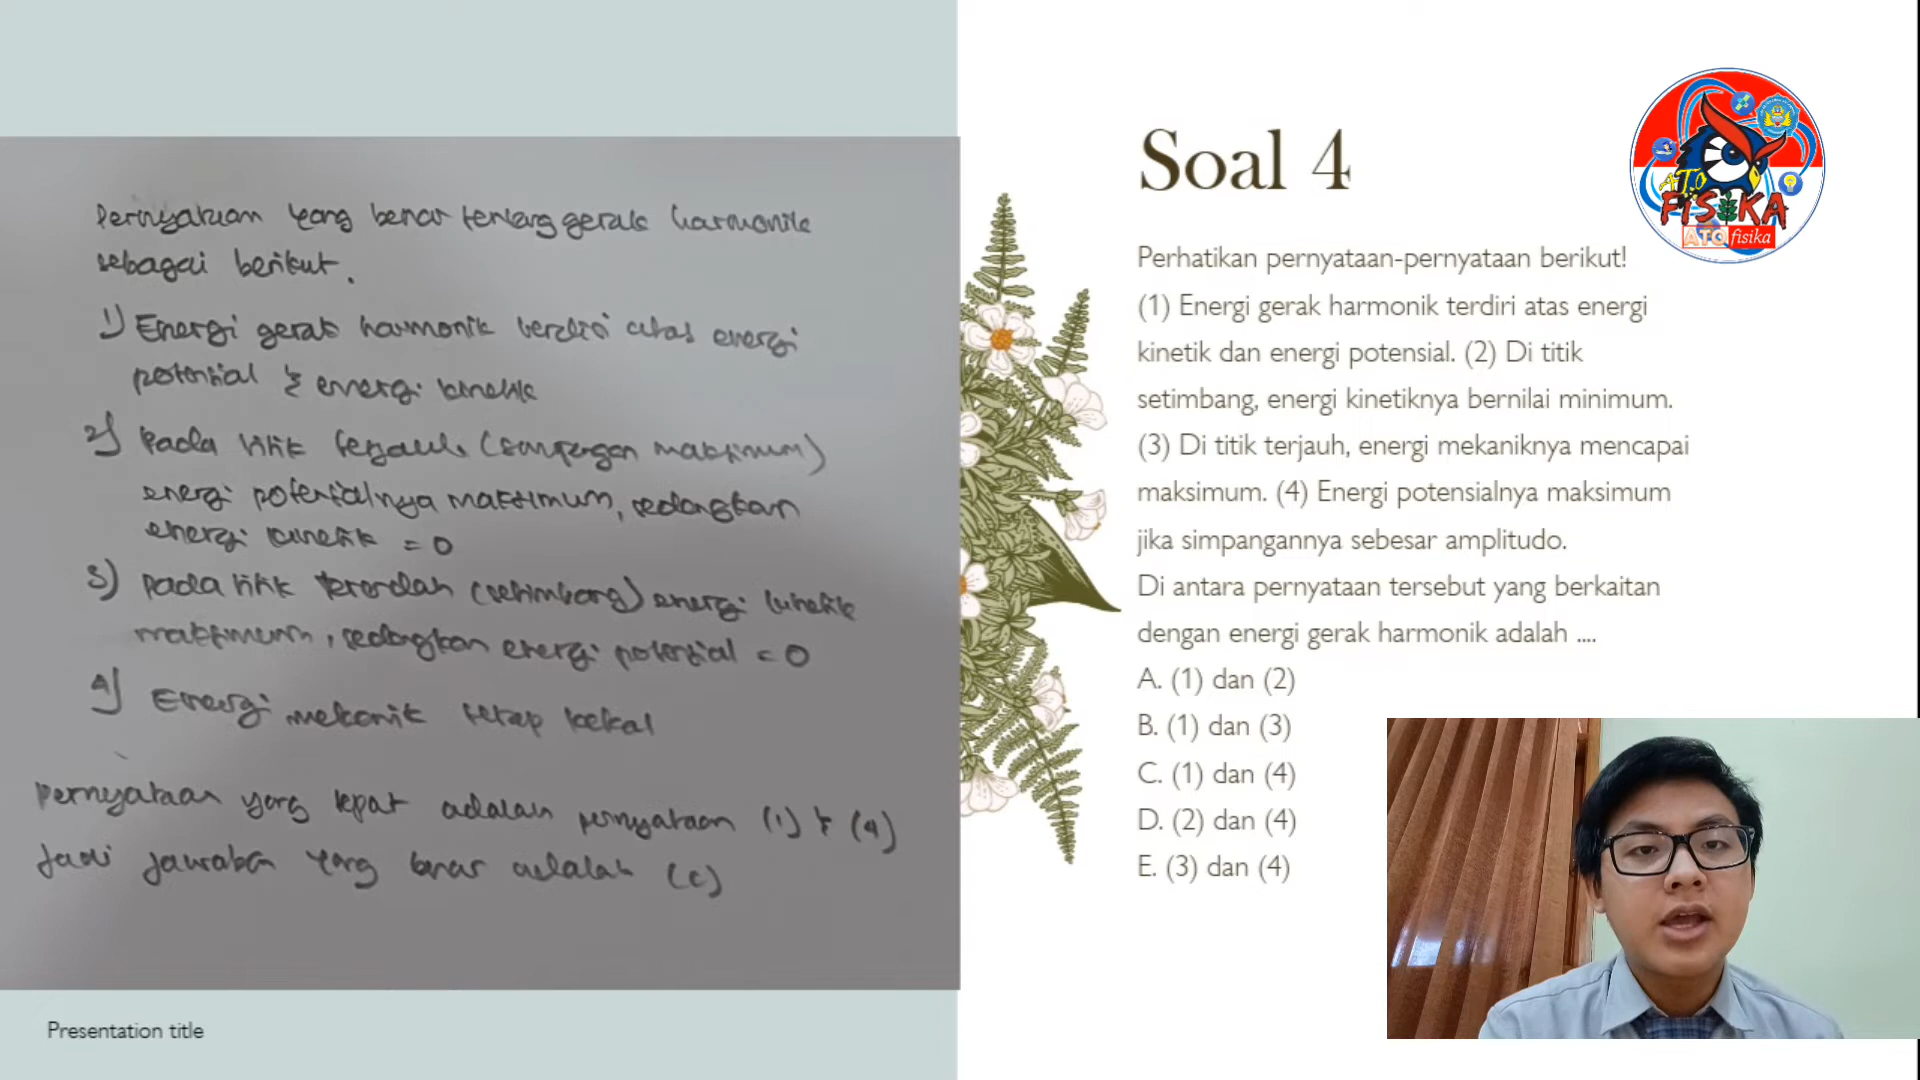 Pernyataan yang benar tentang gerak harmonik
sebagai berikut.
1) Energi gerak harmonik terdiri atas energi
potensial & energi kinetik
2) Pada titik terjauh (simpangan maksimum)
energi potensialnya maksimum, sedangkan
energi kinetik = 0
3) pada titik terendah (setimbang) energi kinetik
maksimum, sedangkan energi potensial = 0
4) Energi mekanik tetap kekal
pernyataan yang tepat adalah pernyataan (1) & (4)
Jadi jawaban yang benar adalah (c)
Presentation title
Soal 4
Perhatikan pernyataan-pernyataan berikut!
(1) Energi gerak harmonik terdiri atas energi
kinetik dan energi potensial. (2) Di titik
setimbang, energi kinetiknya bernilai minimum.
(3) Di titik terjauh, energi mekaniknya mencapai
maksimum. (4) Energi potensialnya maksimum
jika simpangannya sebesar amplitudo.
Di antara pernyataan tersebut yang berkaitan
dengan energi gerak harmonik adalah ....
A. (1) dan (2)
B. (1) dan (3)
C. (1) dan (4)
D. (2) dan (4)
E. (3) dan (4)
FISIKA
ATO fisika